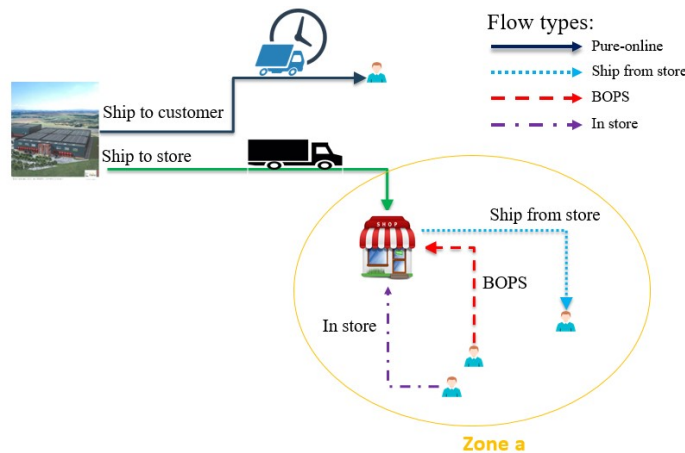 Flow types:
Pure-online
Ship from store
BOPS
In store
Ship to customer
Ship to store
SHOP
Ship from store
BOPS
In store
Zone a